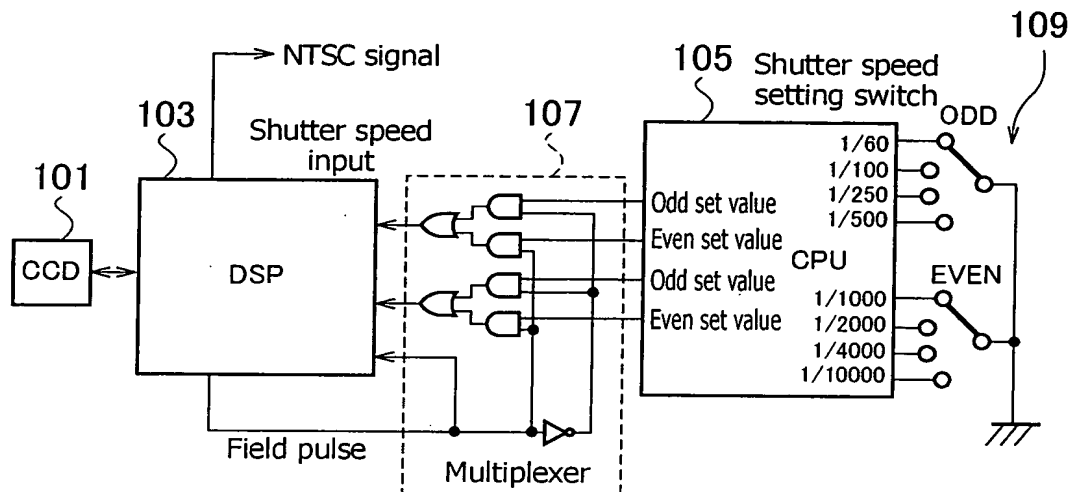 NTSC signal
103
Shutter speed
input
101
CCD
DSP
Field pulse
107
Multiplexer
105
Shutter speed
setting switch
109
ODD
1/60
1/100
1/250
1/500
Odd set value
Even set value
CPU
Odd set value
Even set value
EVEN
1/1000
1/2000
1/4000
1/10000